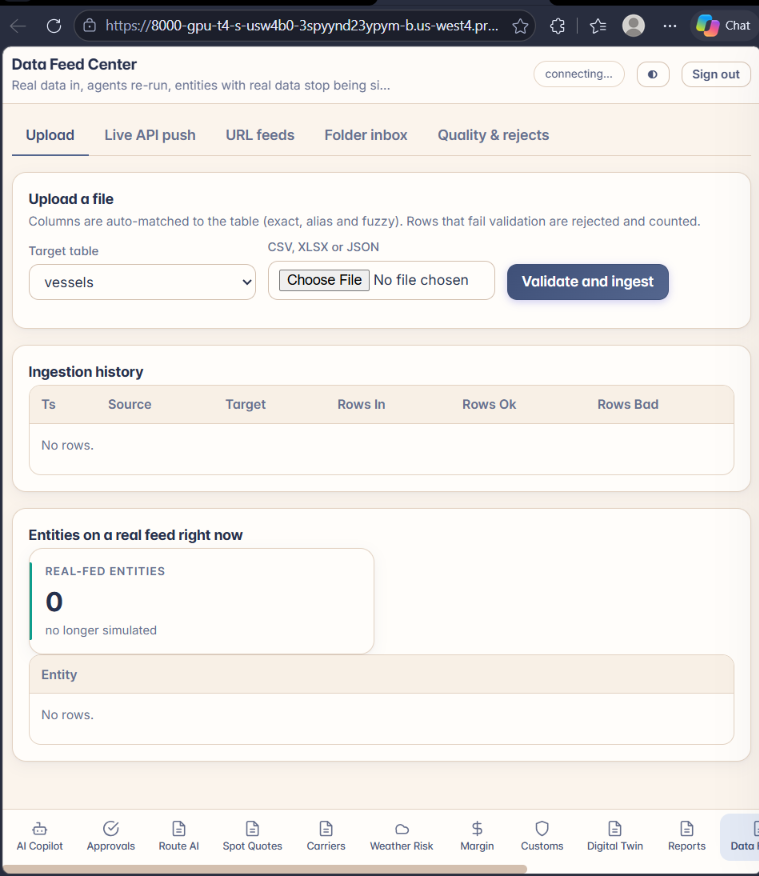 https://8000-gpu-t4-s-usw4b0-3spyynd23ypym-b.us-west4.pr...
Chat
Data Feed Center
Real data in, agents re-run, entities with real data stop being si...
connecting...
Sign out
Upload Live API push URL feeds Folder inbox Quality & rejects
Upload a file
Columns are auto-matched to the table (exact, alias and fuzzy). Rows that fail validation are rejected and counted.
Target table
CSV, XLSX or JSON
vessels
Choose File No file chosen
Validate and ingest
Ingestion history
Ts Source Target Rows In Rows Ok Rows Bad
No rows.
Entities on a real feed right now
REAL-FED ENTITIES
0
no longer simulated
Entity
No rows.
AI Copilot Approvals Route AI Spot Quotes Carriers Weather Risk Margin Customs Digital Twin Reports Data